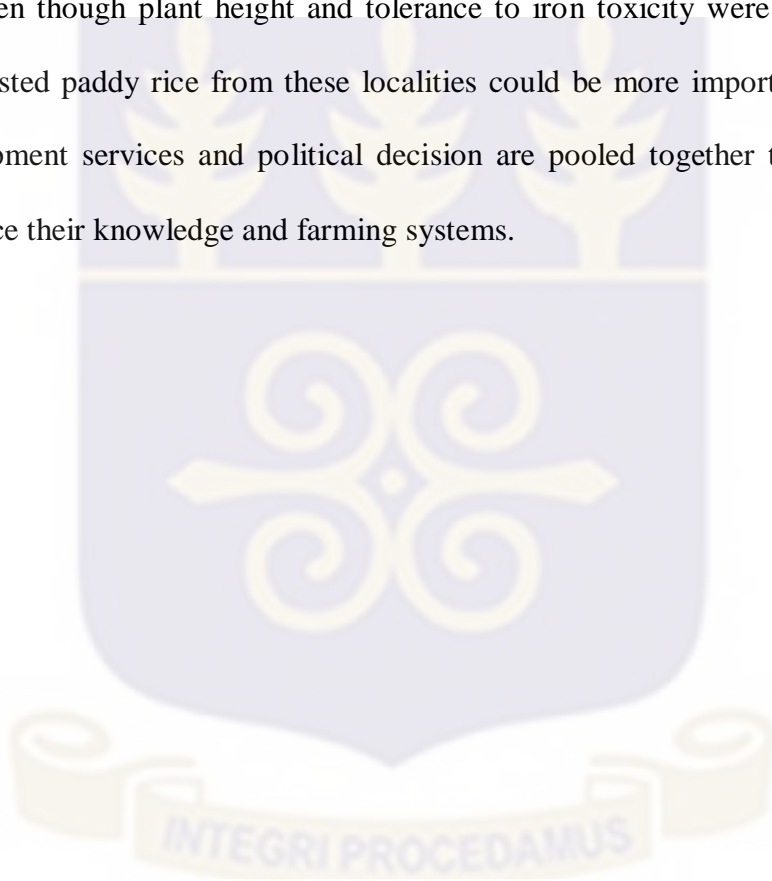 en though plant height and tolerance to iron toxicity were
sted paddy rice from these localities could be more import
pment services and political decision are pooled together t
ce their knowledge and farming systems.
INTEGRI PROCEDAMUS